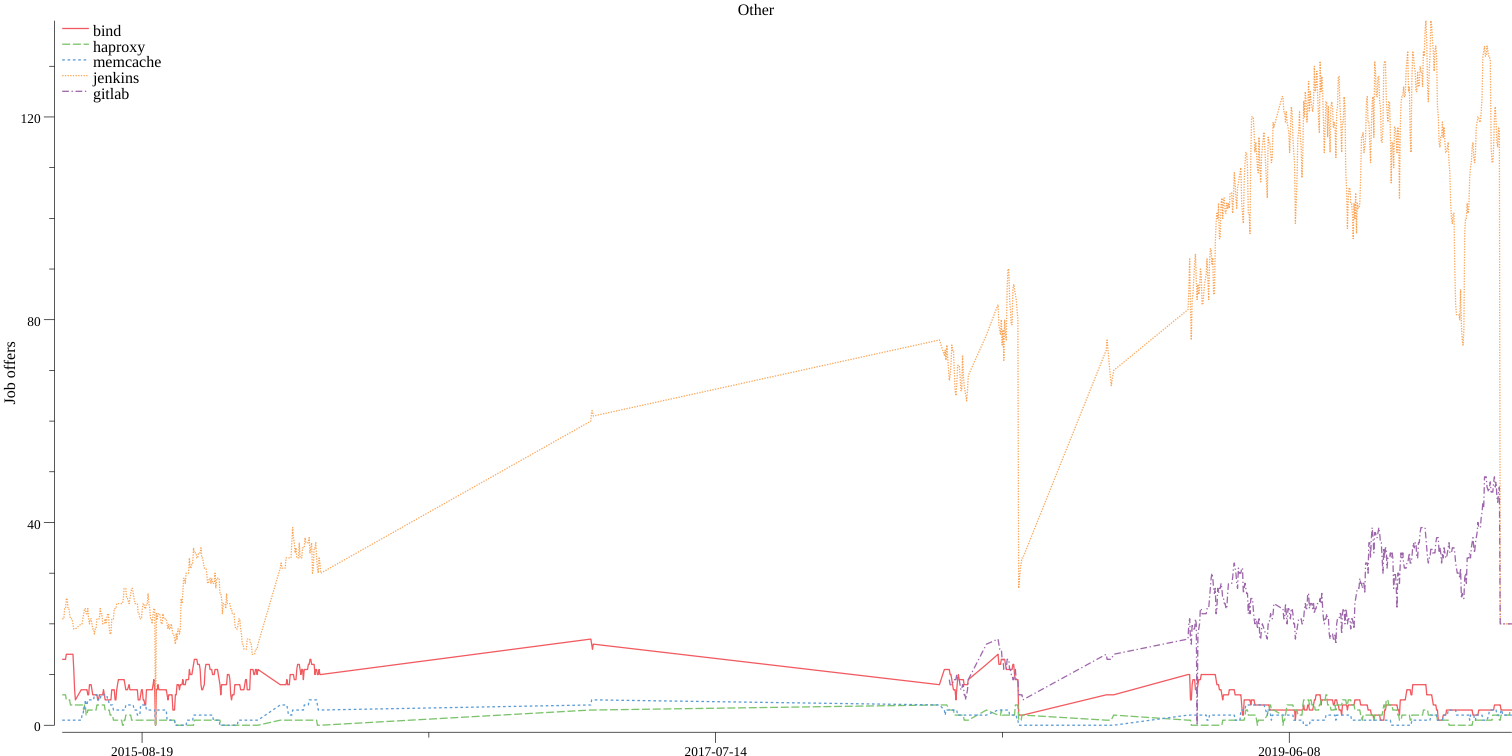 Other
bind
haproxy
memcache
jenkins
gitlab
120
80
40
0
Job offers
2015-08-19
2017-07-14
2019-06-08